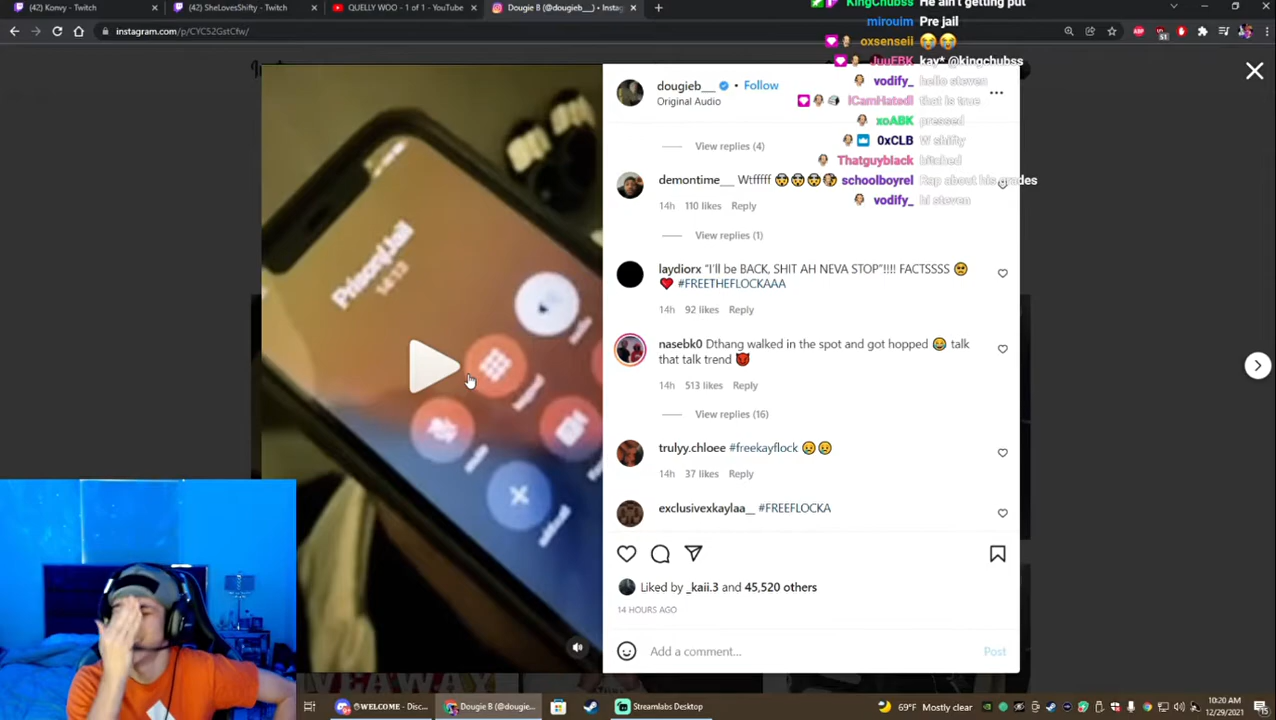 (42) Konvy - Twitch
(42) SheLovesShifty - Twitch
QUELLY WOO - 1 of 1 - YouTube
Dougie B (@dougieb___) • Instag
instagram.com/p/CYC52GstCfw/
KingChubss He ain't getting put
mirouim Pre jail
oxsenseii 😭😭
JuuEBK kay* @kingchubss
vodify_ hello steven
ICamHatedI that is true
xoABK pressed
0xCLB W shifty
Thatguyblack bitched
schoolboyrel Rap about his grades
vodify_ hi steven
dougieb___ • Follow
Original Audio
View replies (4)
demontime__ Wtfffff
14h 110 likes Reply
View replies (1)
laydiorx "I'll be BACK, SHIT AH NEVA STOP"!!!! FACTSSSS 🥺
❤️ #FREETHEFLOCKAAA
14h 92 likes Reply
nasebk0 Dthang walked in the spot and got hopped 😂 talk
that talk trend 😈
14h 513 likes Reply
View replies (16)
trulyy.chloee #freekayflock 😢😢
14h 37 likes Reply
exclusivexkaylaa__ #FREEFLOCKA
Liked by _kaii.3 and 45,520 others
14 HOURS AGO
Add a comment...
Post
14:13
WELCOME - Disc...
Dougie B (@dougie...
Streamlabs Desktop
69°F Mostly clear
10:20 AM
12/29/2021